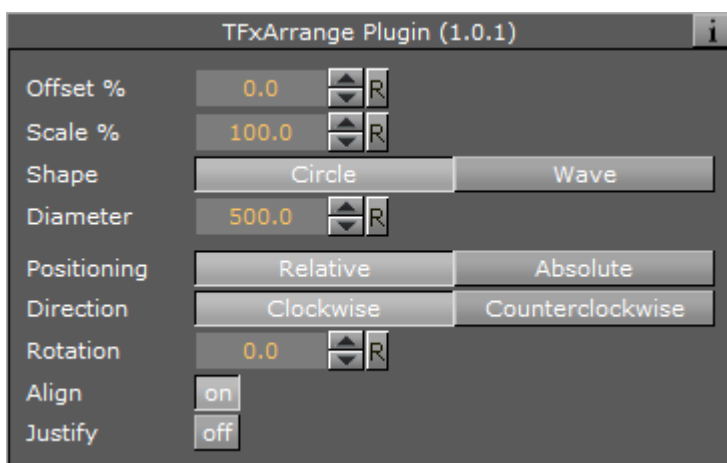 TFxArrange Plugin (1.0.1) i
Offset % 0.0 R
Scale % 100.0 R
Shape Circle Wave
Diameter 500.0 R
Positioning Relative Absolute
Direction Clockwise Counterclockwise
Rotation 0.0 R
Align on
Justify off